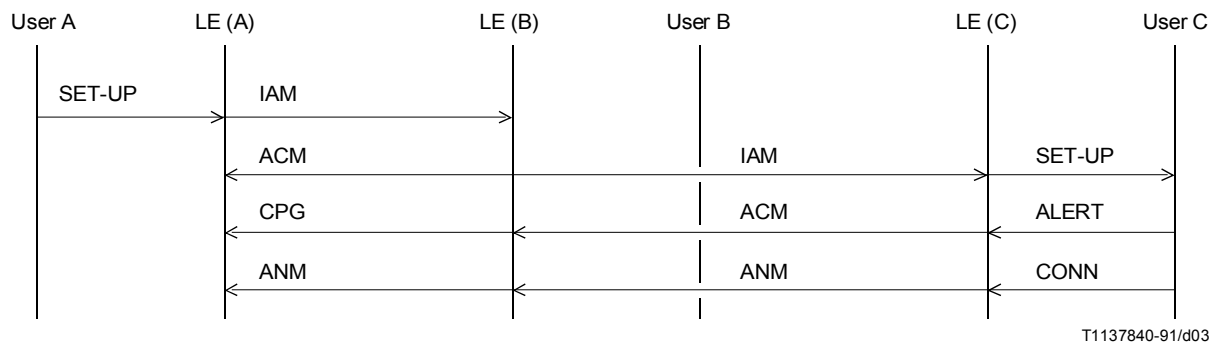 User A LE (A) LE (B) User B LE (C) User C
SET-UP IAM
ACM IAM SET-UP
CPG ACM ALERT
ANM ANM CONN
T1137840-91/d03